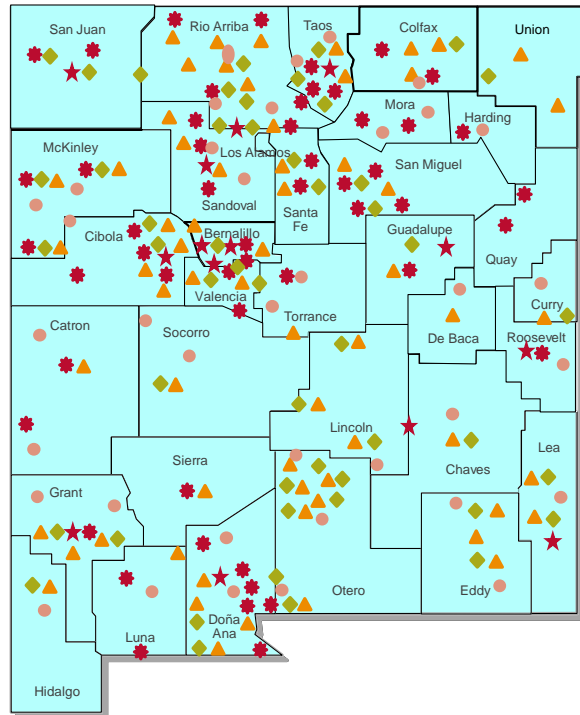 San Juan
Rio Arriba
Taos
Colfax
Union
Mora
Harding
McKinley
Los Alamos
San Miguel
Sandoval
Santa
Fe
Cibola
Bernalillo
Guadalupe
Quay
Valencia
Torrance
Curry
Catron
Socorro
De Baca
Roosevelt
Lincoln
Chaves
Lea
Sierra
Grant
Otero
Eddy
Doña
Ana
Luna
Hidalgo